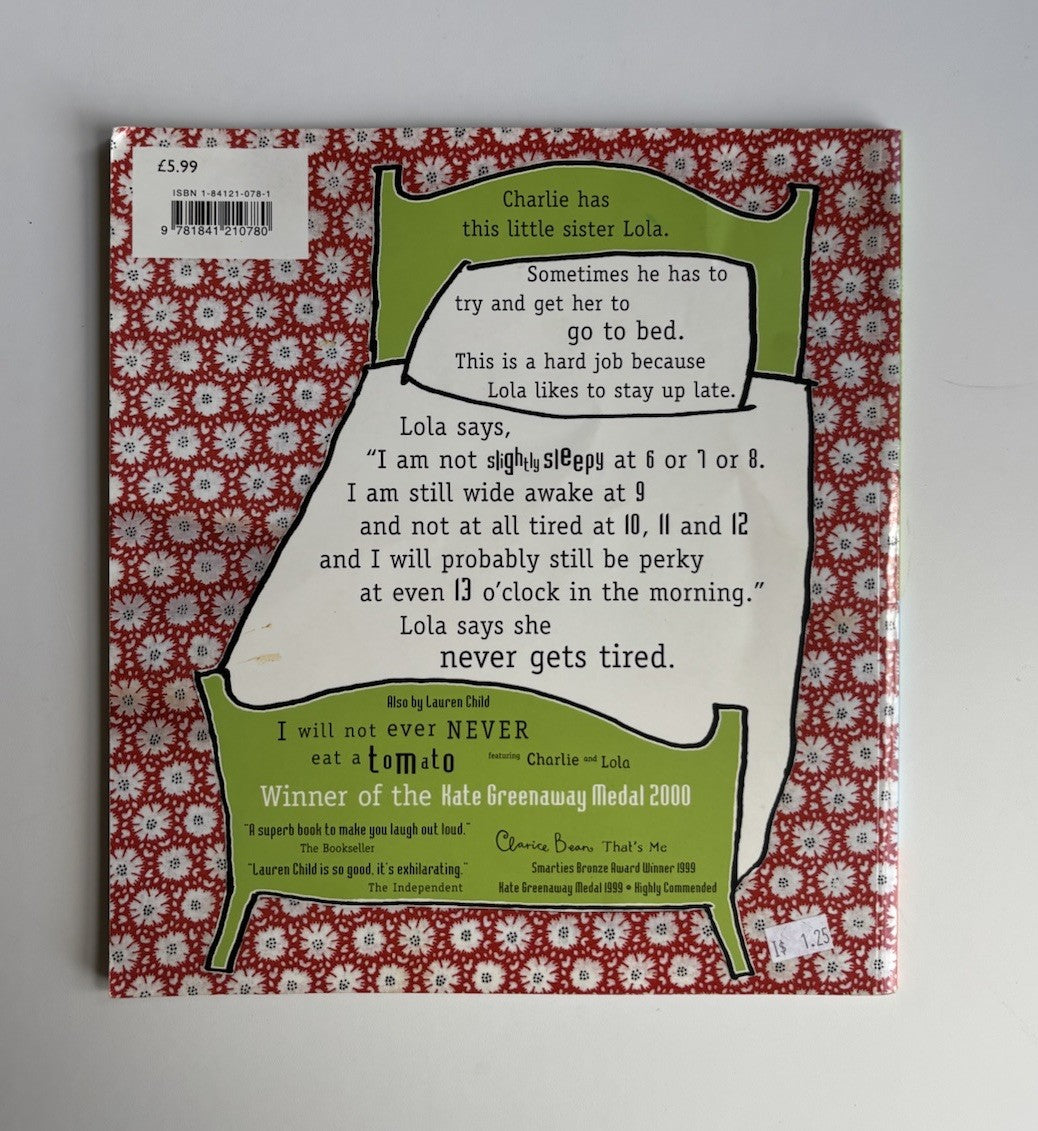 £5.99
ISBN 1-84121-078-1
9 781841 210780
Charlie has
this little sister Lola.
Sometimes he has to
try and get her to
go to bed.
This is a hard job because
Lola likes to stay up late.
Lola says,
“I am not slightly sleepy at 6 or 7 or 8.
I am still wide awake at 9
and not at all tired at 10, 11 and 12
and I will probably still be perky
at even 13 o’clock in the morning.”
Lola says she
never gets tired.
Also by Lauren Child
I will not ever NEVER
eat a tomato featuring Charlie and Lola
Winner of the Kate Greenaway Medal 2000
“A superb book to make you laugh out loud.”
The Bookseller
“Lauren Child is so good, it’s exhilarating.”
The Independent
Clarice Bean, That’s Me
Smarties Bronze Award Winner 1999
Kate Greenaway Medal 1999 • Highly Commended
I$ 1.25